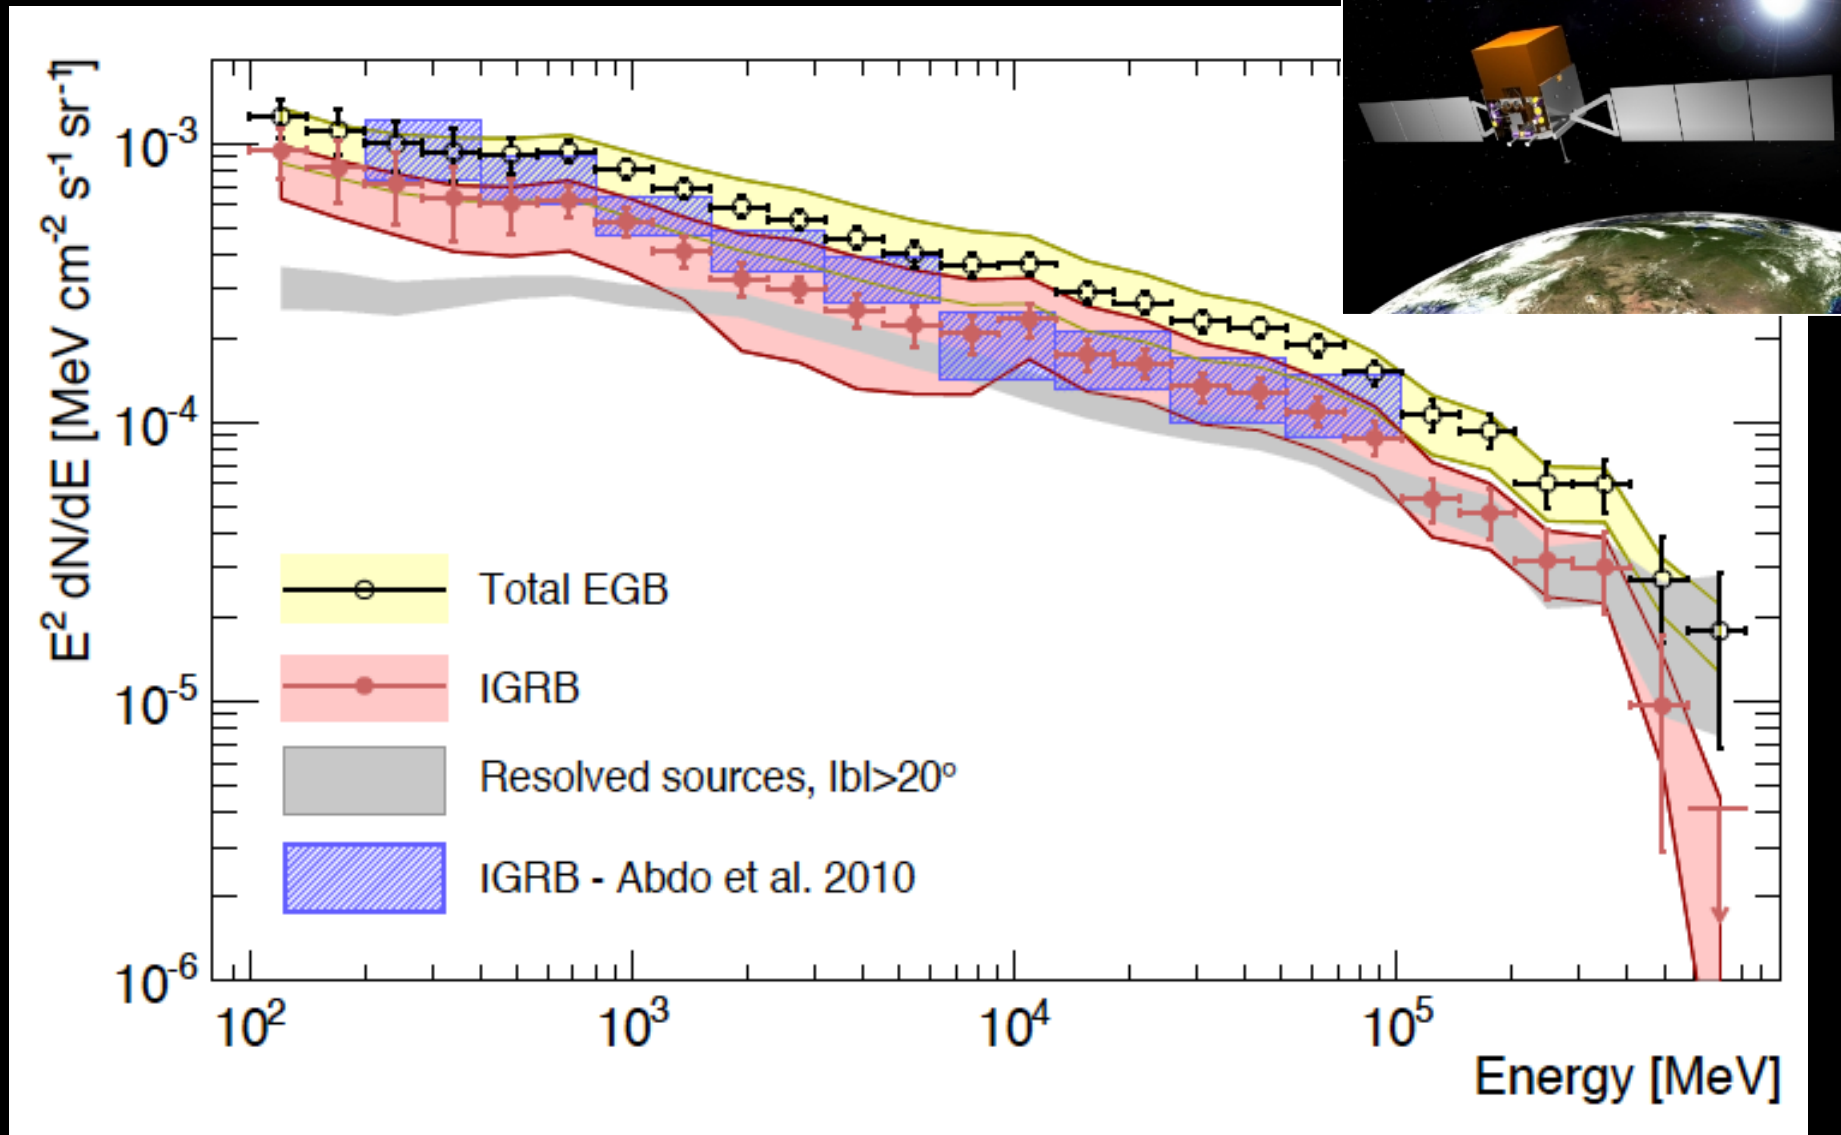 E² dN/dE [MeV cm⁻² s⁻¹ sr⁻¹]
10⁻³
10⁻⁴
10⁻⁵
10⁻⁶
Total EGB
IGRB
Resolved sources, |b|>20°
IGRB - Abdo et al. 2010
10² 10³ 10⁴ 10⁵
Energy [MeV]